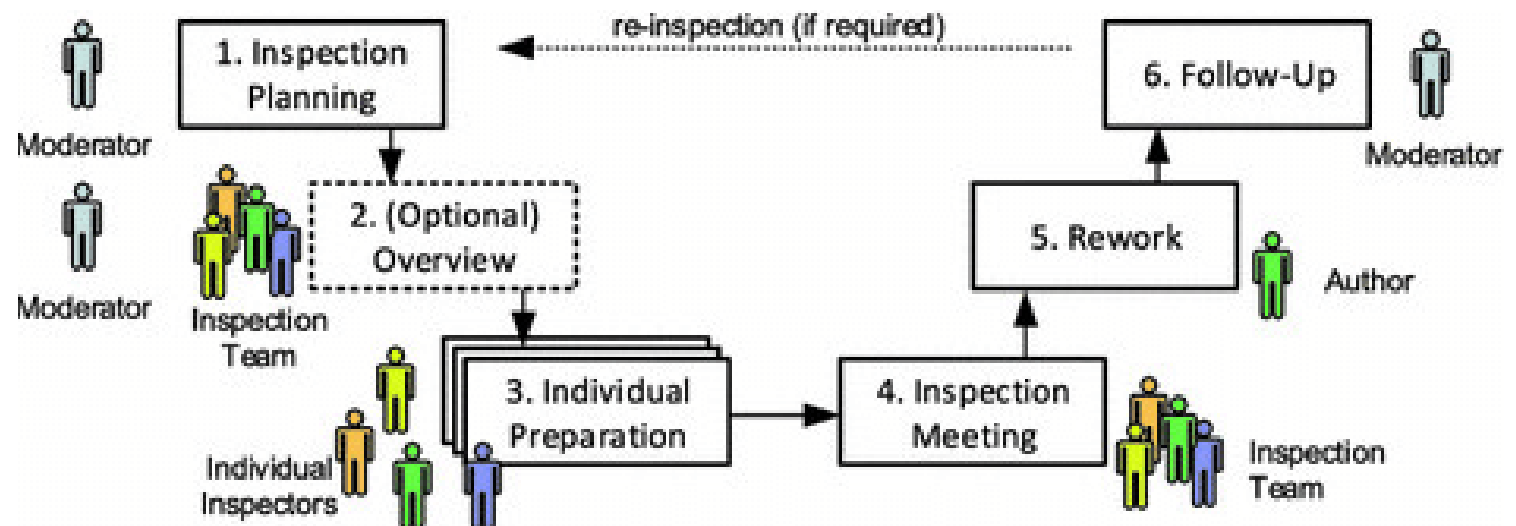 re-inspection (if required)
1. Inspection
Planning
Moderator
6. Follow-Up
Moderator
2. (Optional)
Overview
Moderator
Inspection
Team
5. Rework
Author
3. Individual
Preparation
Individual
Inspectors
4. Inspection
Meeting
Inspection
Team